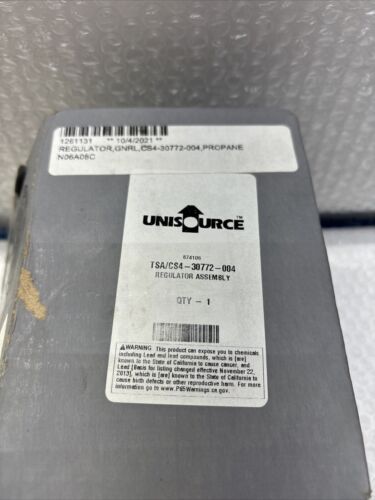 1261131 ** 10/4/2021 **
REGULATOR,GNRL,CS4-30772-004,PROPANE
N06A08C
UNISOURCE™
674106
TSA/CS4-30772-004
REGULATOR ASSEMBLY
QTY - 1
⚠WARNING: This product can expose you to chemicals
including Lead and lead compounds, which is [are]
known to the State of California to cause cancer, and
Lead [Basis for listing changed effective November 22,
2013], which is [are] known to the State of California to
cause birth defects or other reproductive harm. For more
information go to www.P65Warnings.ca.gov.